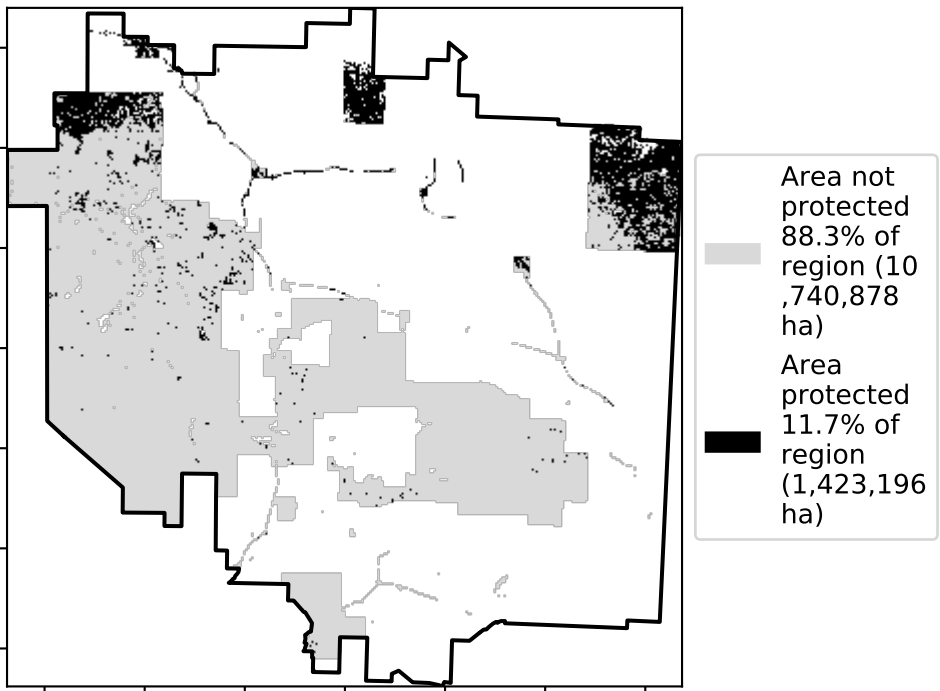 Area not
protected
88.3% of
region (10
,740,878
ha)
Area
protected
11.7% of
region
(1,423,196
ha)